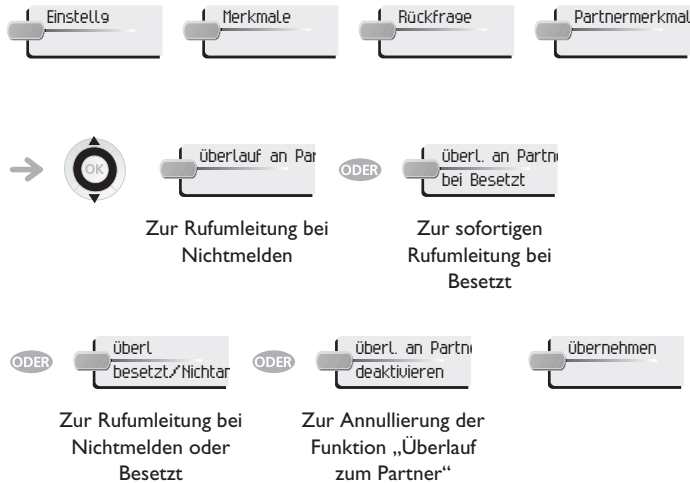 Einstellg
Merkmale
Rückfrage
Partnermerkmal
OK
überlauf an Par
ODER
überl. an Partn
bei Besetzt
Zur Rufumleitung bei
Nichtmelden
Zur sofortigen
Rufumleitung bei
Besetzt
ODER
überl
besetzt/Nichtan
ODER
überl. an Partne
deaktivieren
übernehmen
Zur Rufumleitung bei
Nichtmelden oder
Besetzt
Zur Annullierung der
Funktion „Überlauf
zum Partner“